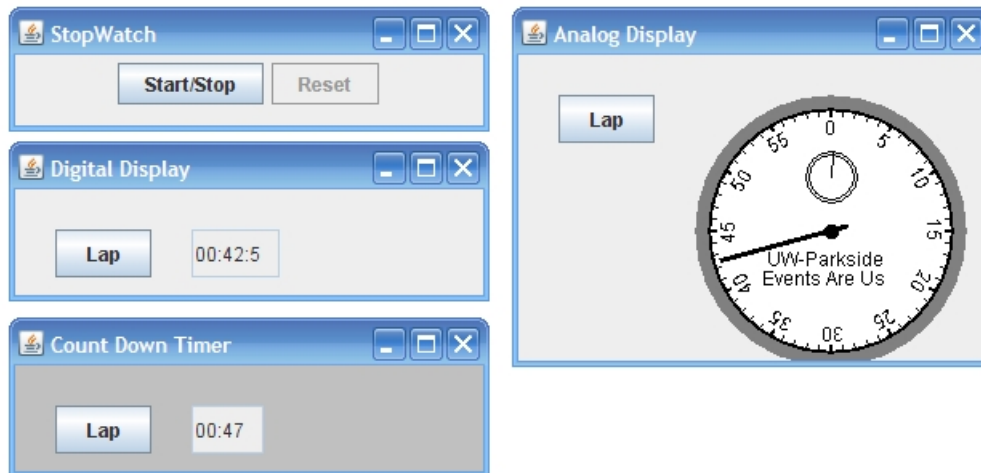 StopWatch
Start/Stop Reset
Digital Display
Lap 00:42:5
Count Down Timer
Lap 00:47
Analog Display
Lap
0
5
10
15
20
25
30
35
40
45
50
55
UW-Parkside
Events Are Us